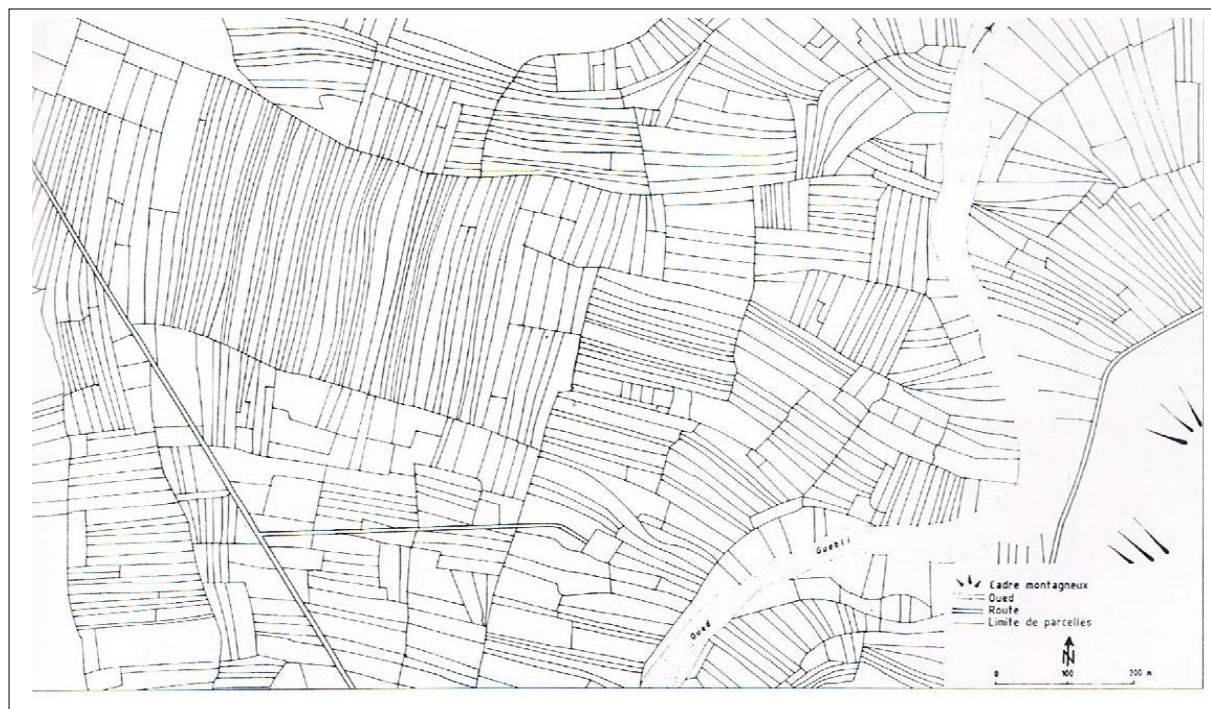 Guebli
Oued
Cadre montagneux
Oued
Route
Limite de parcelles
N
0 100 200 m